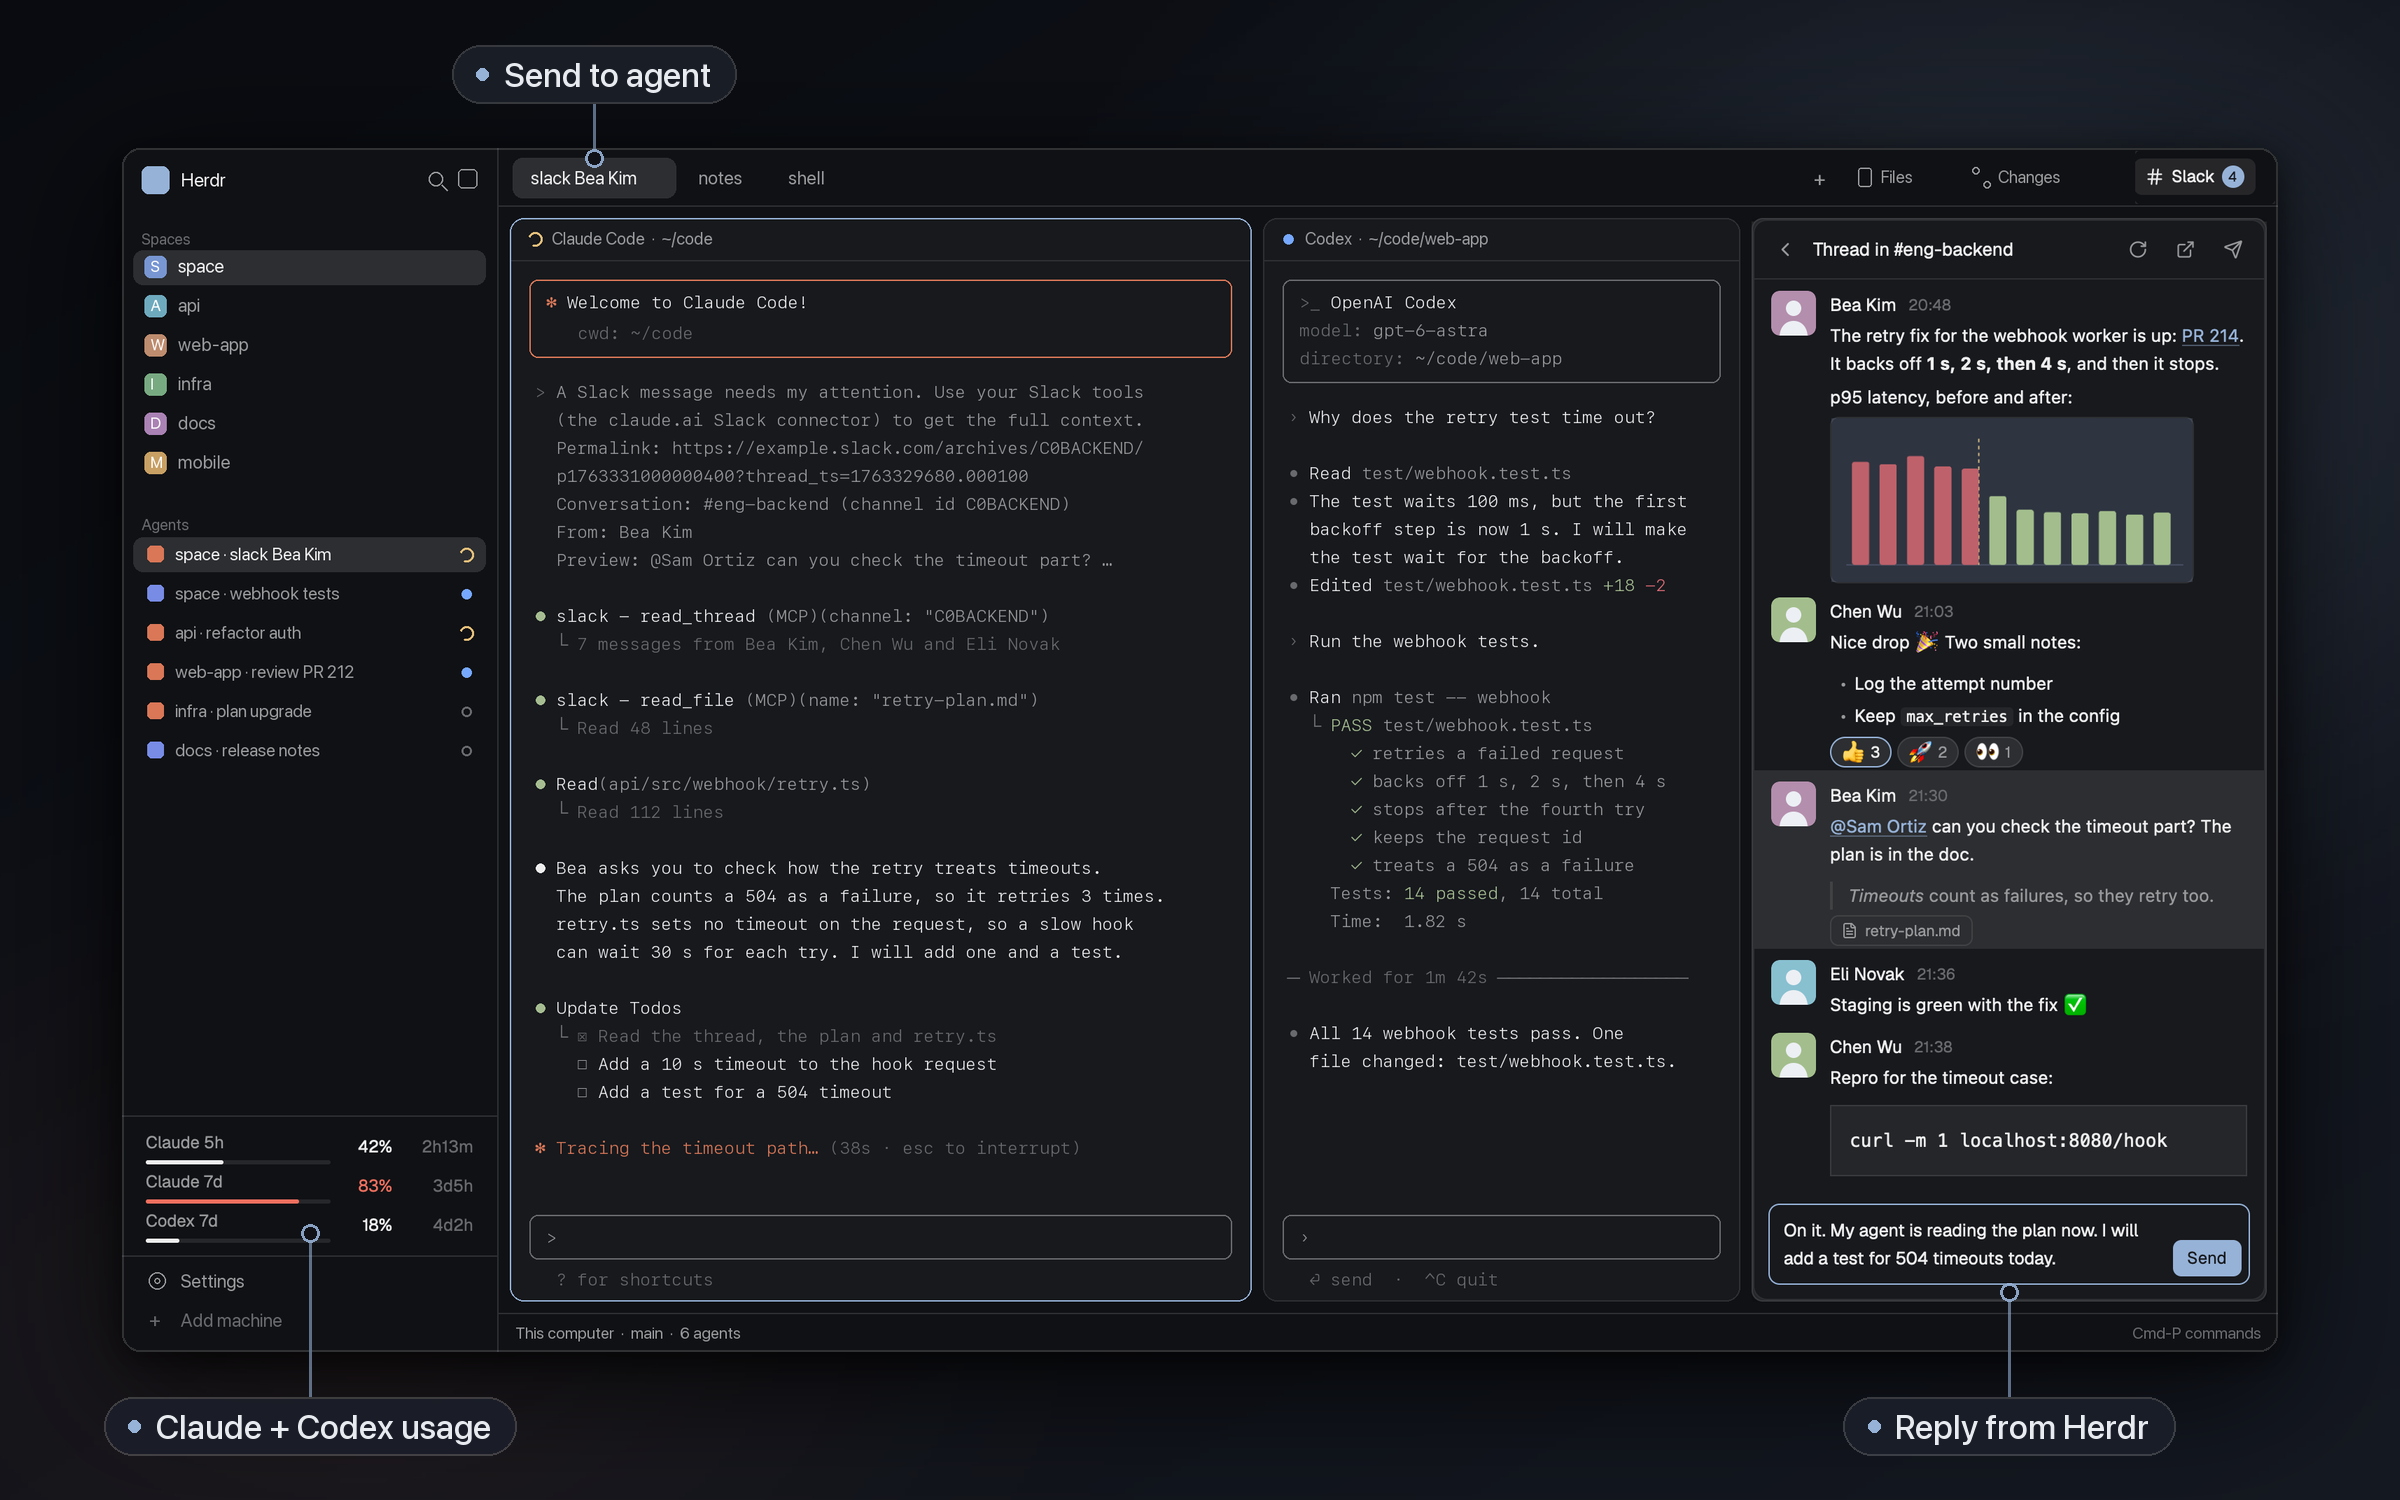 Send to agent
Herdr
slack Bea Kim
notes
shell
+
Files
Changes
# Slack 4
Spaces
S space
A api
W web-app
I infra
D docs
M mobile
Agents
space · slack Bea Kim
space · webhook tests
api · refactor auth
web-app · review PR 212
infra · plan upgrade
docs · release notes
Claude 5h 42% 2h13m
Claude 7d 83% 3d5h
Codex 7d 18% 4d2h
Settings
+ Add machine
Claude Code · ~/code
✻ Welcome to Claude Code!
cwd: ~/code
> A Slack message needs my attention. Use your Slack tools
(the claude.ai Slack connector) to get the full context.
Permalink: https://example.slack.com/archives/C0BACKEND/
p1763331000000400?thread_ts=1763329680.000100
Conversation: #eng-backend (channel id C0BACKEND)
From: Bea Kim
Preview: @Sam Ortiz can you check the timeout part? …
● slack – read_thread (MCP)(channel: "C0BACKEND")
└ 7 messages from Bea Kim, Chen Wu and Eli Novak
● slack – read_file (MCP)(name: "retry-plan.md")
└ Read 48 lines
● Read(api/src/webhook/retry.ts)
└ Read 112 lines
● Bea asks you to check how the retry treats timeouts.
The plan counts a 504 as a failure, so it retries 3 times.
retry.ts sets no timeout on the request, so a slow hook
can wait 30 s for each try. I will add one and a test.
● Update Todos
└ ☒ Read the thread, the plan and retry.ts
☐ Add a 10 s timeout to the hook request
☐ Add a test for a 504 timeout
✻ Tracing the timeout path… (38s · esc to interrupt)
>
? for shortcuts
Codex · ~/code/web-app
>_ OpenAI Codex
model: gpt-6-astra
directory: ~/code/web-app
› Why does the retry test time out?
• Read test/webhook.test.ts
• The test waits 100 ms, but the first
backoff step is now 1 s. I will make
the test wait for the backoff.
• Edited test/webhook.test.ts +18 −2
› Run the webhook tests.
• Ran npm test -- webhook
└ PASS test/webhook.test.ts
✓ retries a failed request
✓ backs off 1 s, 2 s, then 4 s
✓ stops after the fourth try
✓ keeps the request id
✓ treats a 504 as a failure
Tests: 14 passed, 14 total
Time: 1.82 s
— Worked for 1m 42s
• All 14 webhook tests pass. One
file changed: test/webhook.test.ts.
›
⏎ send · ^C quit
Thread in #eng-backend
Bea Kim 20:48
The retry fix for the webhook worker is up: PR 214.
It backs off 1 s, 2 s, then 4 s, and then it stops.
p95 latency, before and after:
Chen Wu 21:03
Nice drop 🎉 Two small notes:
• Log the attempt number
• Keep max_retries in the config
👍 3 🚀 2 👀 1
Bea Kim 21:30
@Sam Ortiz can you check the timeout part? The
plan is in the doc.
Timeouts count as failures, so they retry too.
retry-plan.md
Eli Novak 21:36
Staging is green with the fix ✅
Chen Wu 21:38
Repro for the timeout case:
curl -m 1 localhost:8080/hook
On it. My agent is reading the plan now. I will
add a test for 504 timeouts today.
Send
This computer · main · 6 agents
Cmd-P commands
Claude + Codex usage
Reply from Herdr